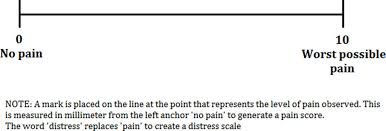 0 10
No pain Worst possible
pain
NOTE: A mark is placed on the line at the point that represents the level of pain observed. This
is measured in millimeter from the left anchor 'no pain' to generate a pain score.
The word 'distress' replaces 'pain' to create a distress scale